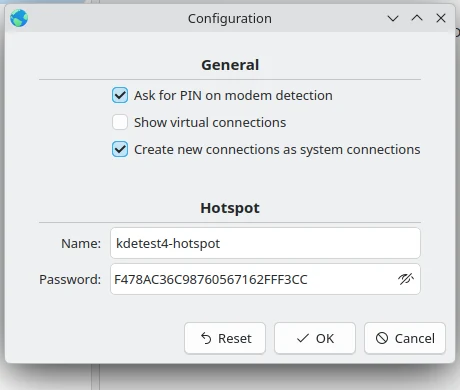 Configuration
General
Ask for PIN on modem detection
Show virtual connections
Create new connections as system connections
Hotspot
Name: kdetest4-hotspot
Password: F478AC36C98760567162FFF3CC
Reset OK Cancel